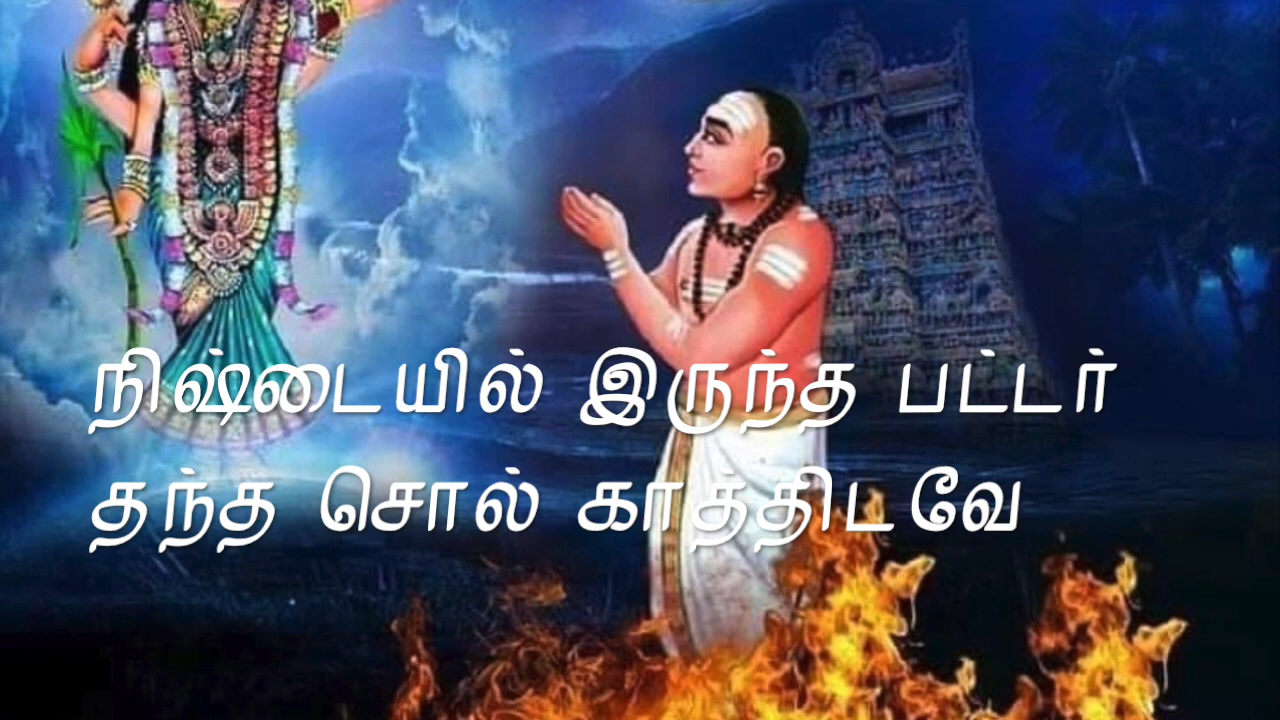 நிஷ்டையில் இருந்த பட்டர்
தந்த சொல் காத்திடவே